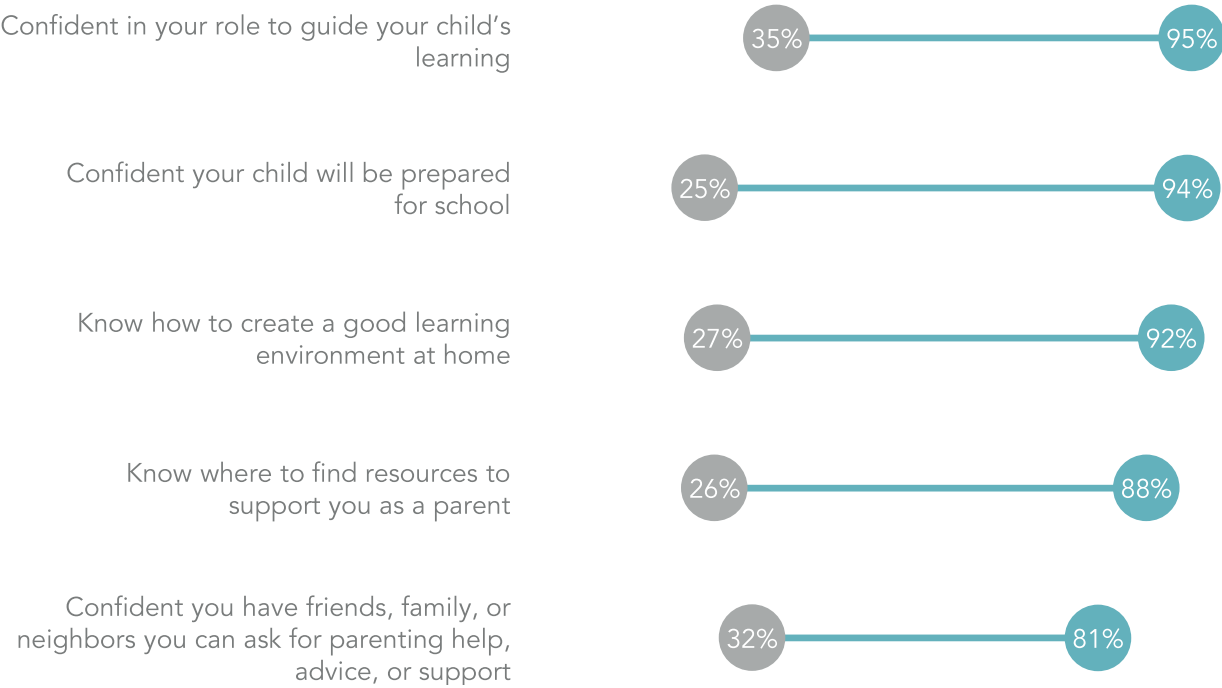 Confident in your role to guide your child’s
learning
35%
95%
Confident your child will be prepared
for school
25%
94%
Know how to create a good learning
environment at home
27%
92%
Know where to find resources to
support you as a parent
26%
88%
Confident you have friends, family, or
neighbors you can ask for parenting help,
advice, or support
32%
81%